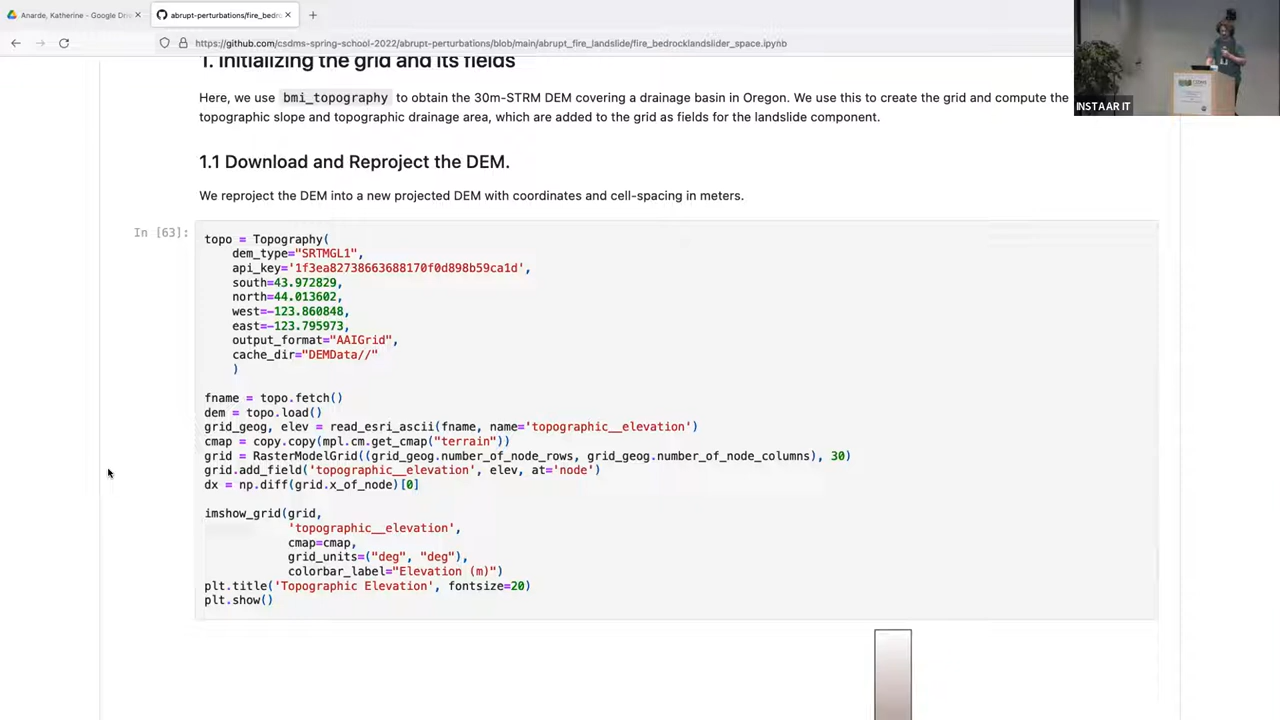 Anarde, Katherine - Google Dri
abrupt-perturbations/fire_bedro
https://github.com/csdms-spring-school-2022/abrupt-perturbations/blob/main/abrupt_fire_landslide/fire_bedrocklandslider_space.ipynb
INSTAAR IT
1. Initializing the grid and its fields
Here, we use bmi_topography to obtain the 30m-STRM DEM covering a drainage basin in Oregon. We use this to create the grid and compute the
topographic slope and topographic drainage area, which are added to the grid as fields for the landslide component.
1.1 Download and Reproject the DEM.
We reproject the DEM into a new projected DEM with coordinates and cell-spacing in meters.
In [63]:
topo = Topography(
dem_type="SRTMGL1",
api_key='1f3ea82738663688170f0d898b59ca1d',
south=43.972829,
north=44.013602,
west=-123.860848,
east=-123.795973,
output_format="AAIGrid",
cache_dir="DEMData//"
)
fname = topo.fetch()
dem = topo.load()
grid_geog, elev = read_esri_ascii(fname, name='topographic__elevation')
cmap = copy.copy(mpl.cm.get_cmap("terrain"))
grid = RasterModelGrid((grid_geog.number_of_node_rows, grid_geog.number_of_node_columns), 30)
grid.add_field('topographic__elevation', elev, at='node')
dx = np.diff(grid.x_of_node)[0]
imshow_grid(grid,
'topographic__elevation',
cmap=cmap,
grid_units=("deg", "deg"),
colorbar_label="Elevation (m)")
plt.title('Topographic Elevation', fontsize=20)
plt.show()